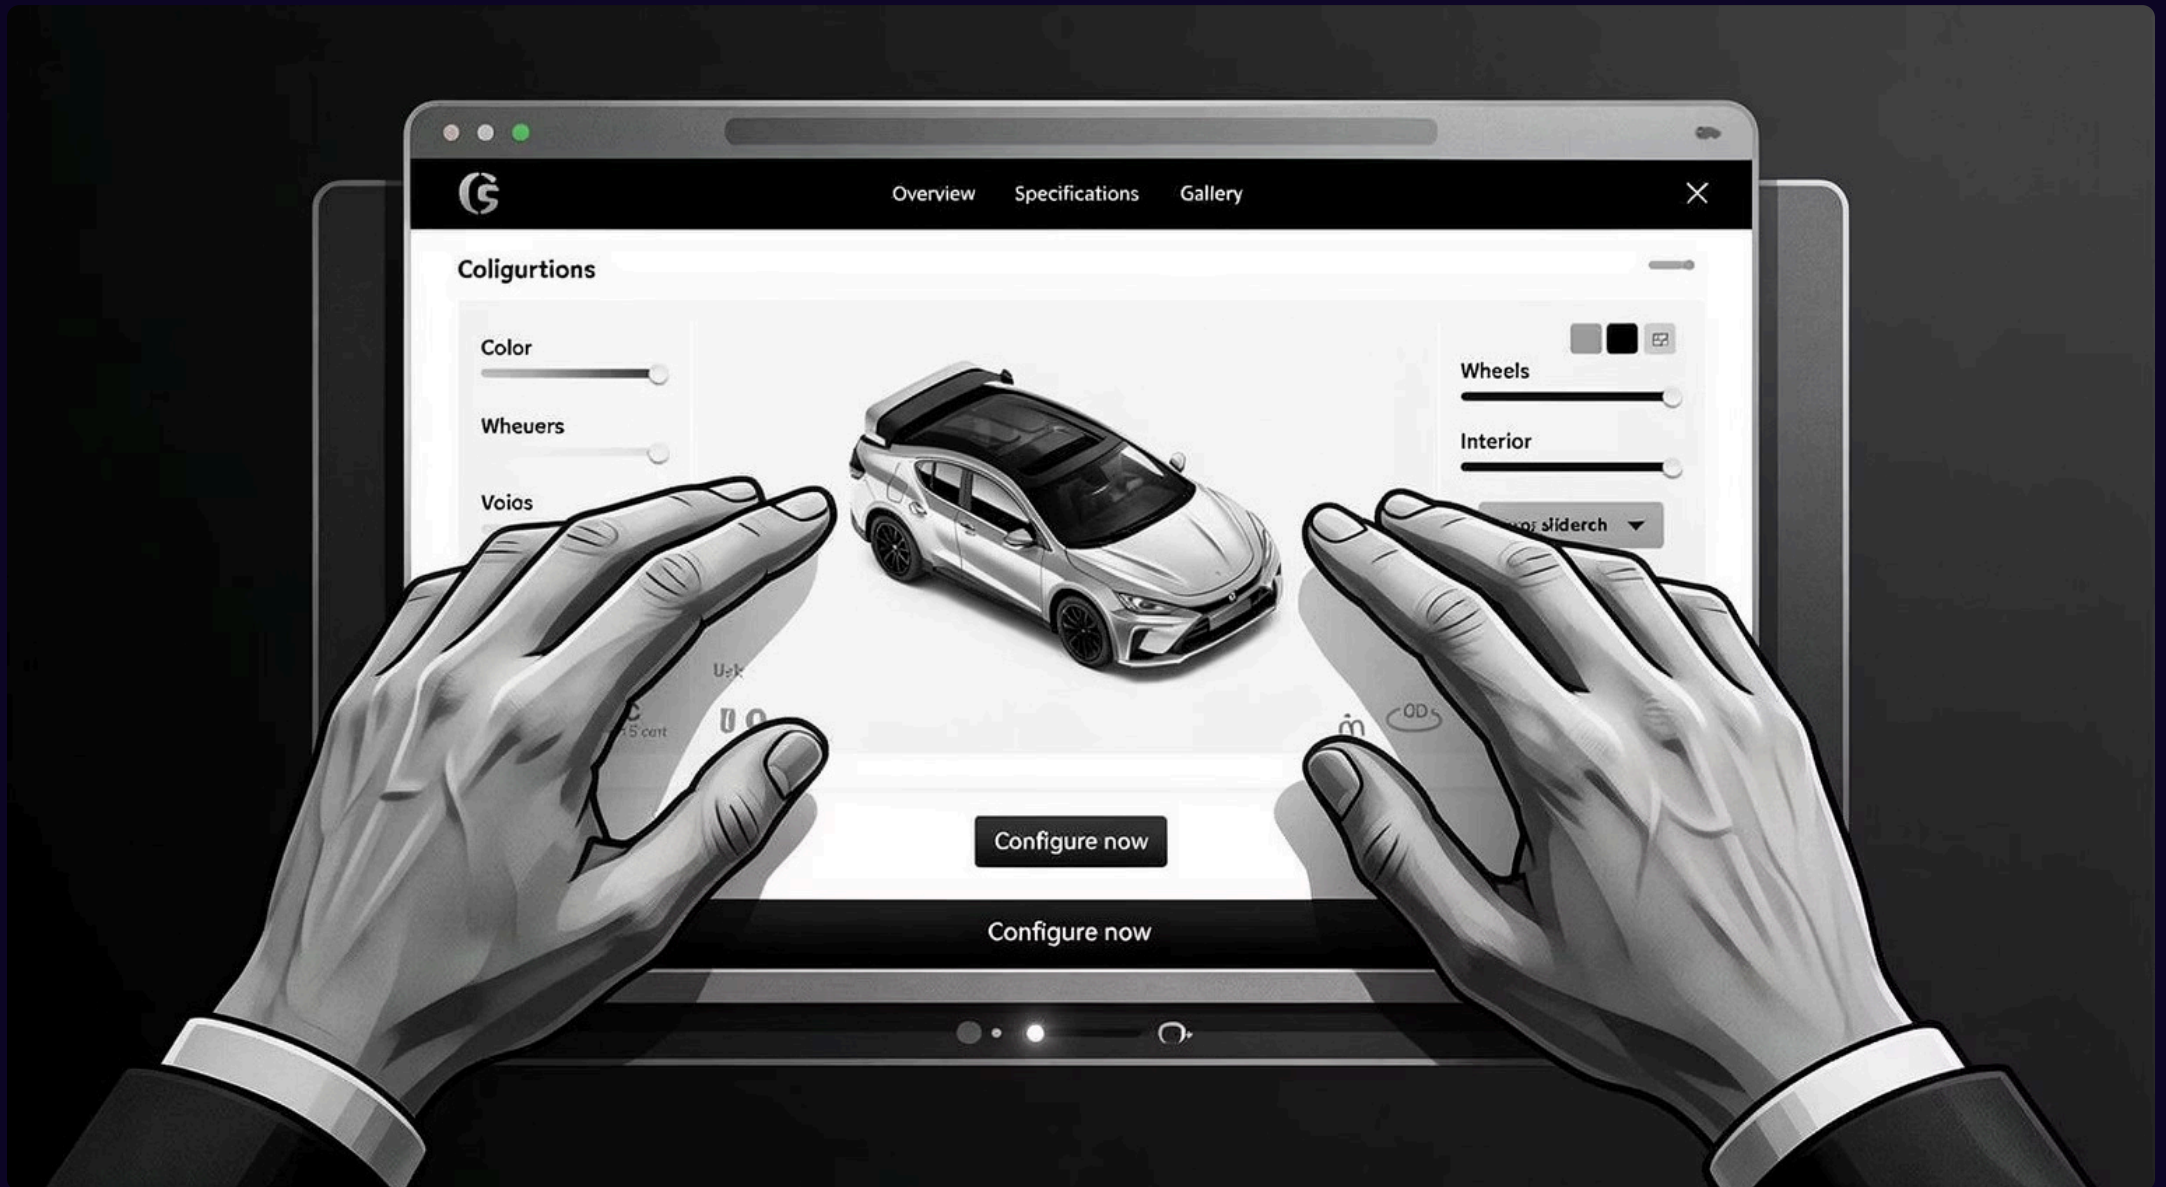 Overview Specifications Gallery
Coligurtions
Color
Wheuers
Voios
Wheels
Interior
sliderch
Configure now
Configure now